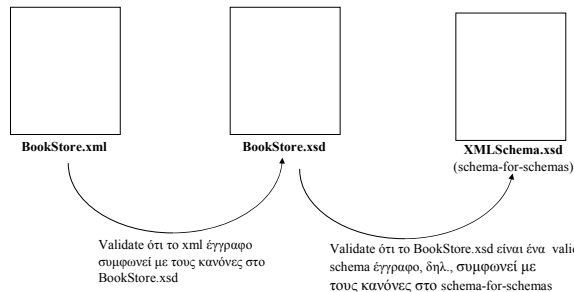 BookStore.xml
BookStore.xsd
XMLSchema.xsd
(schema-for-schemas)
Validate ότι το xml έγγραφο
συμφωνεί με τους κανόνες στο
BookStore.xsd
Validate ότι το BookStore.xsd είναι ένα valid
schema έγγραφο, δηλ., συμφωνεί με
τους κανόνες στο schema-for-schemas